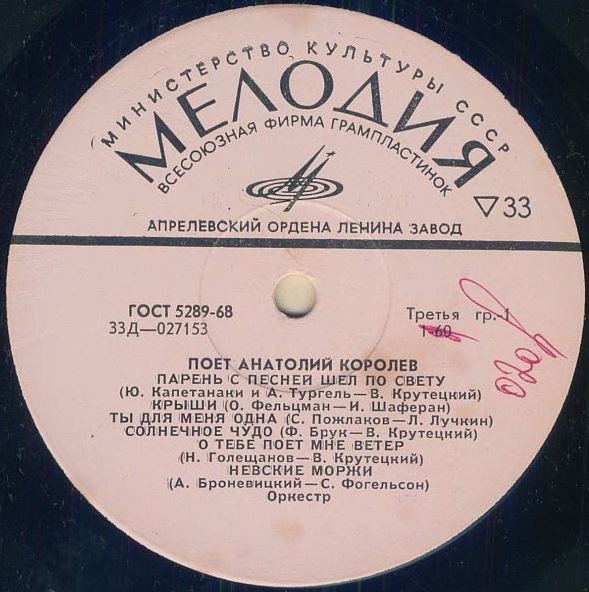 МИНИСТЕРСТВО КУЛЬТУРЫ СССР
МЕЛОДИЯ
ВСЕСОЮЗНАЯ ФИРМА ГРАМПЛАСТИНОК
33
АПРЕЛЕВСКИЙ ОРДЕНА ЛЕНИНА ЗАВОД
ГОСТ 5289-68
33Д—027153
Третья гр.-1
1-60
ПОЕТ АНАТОЛИЙ КОРОЛЕВ
ПАРЕНЬ С ПЕСНЕЙ ШЕЛ ПО СВЕТУ
(Ю. Капетанаки и А. Тургель—В. Крутецкий)
КРЫШИ (О. Фельцман—И. Шаферан)
ТЫ ДЛЯ МЕНЯ ОДНА (С. Пожлаков—Л. Лучкин)
СОЛНЕЧНОЕ ЧУДО (Ф. Брук—В. Крутецкий)
О ТЕБЕ ПОЕТ МНЕ ВЕТЕР
(Н. Голещанов—В. Крутецкий)
НЕВСКИЕ МОРЖИ
(А. Броневицкий—С. Фогельсон)
Оркестр